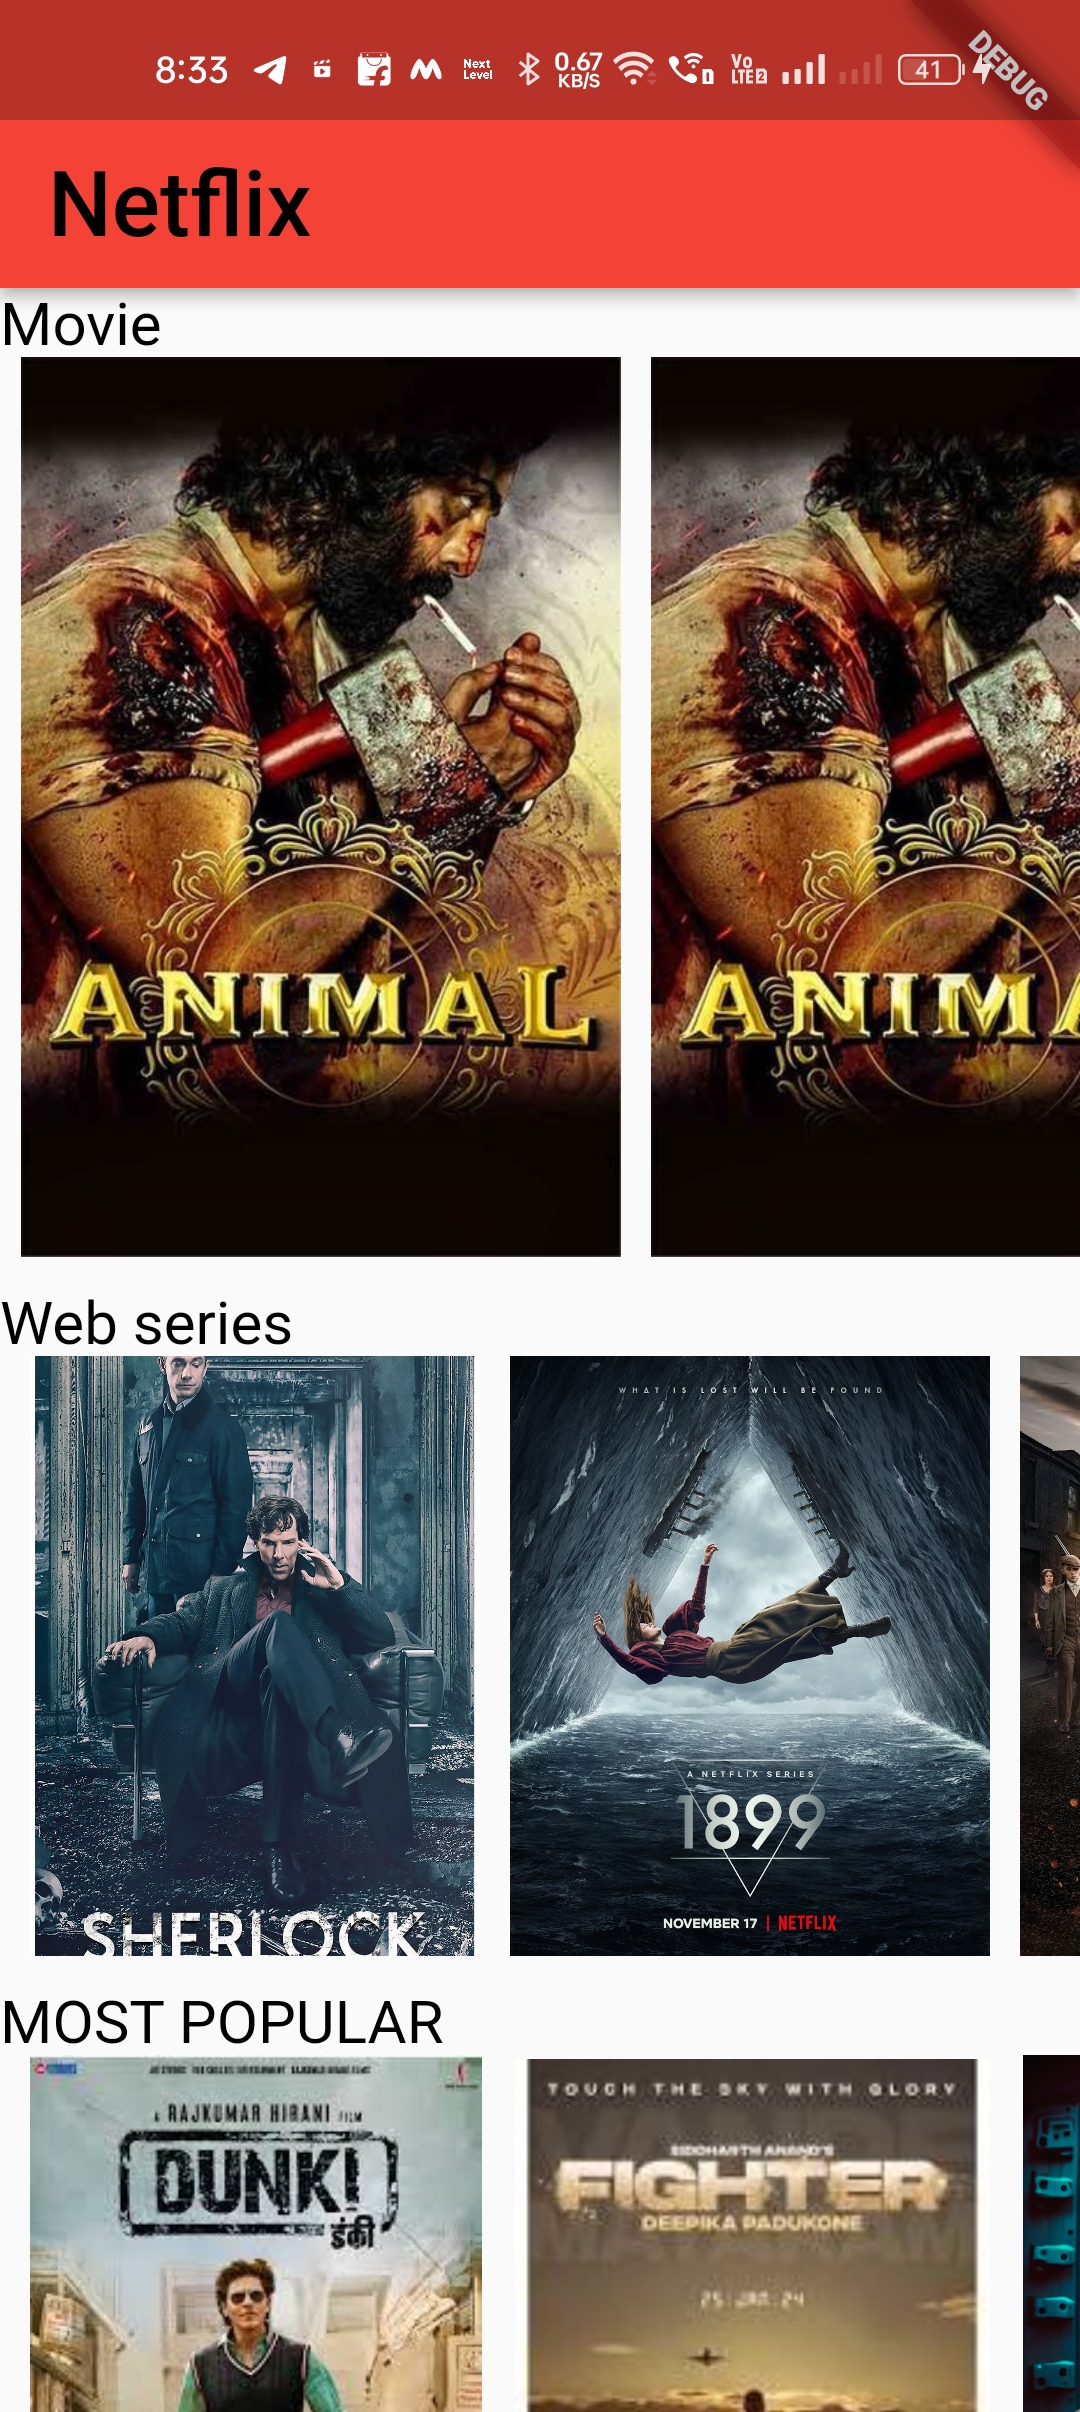 8:33 Next Level 0.67 KB/S Vo LTE2 41
DEBUG
Netflix
Movie
ANIMAL
ANIMA
Web series
SHERLOCK
WHAT IS LOST WILL BE FOUND
A NETFLIX SERIES
1899
NOVEMBER 17 | NETFLIX
MOST POPULAR
A RAJKUMAR HIRANI FILM
DUNKI
डंकी
TOUCH THE SKY WITH GLORY
SIDDHARTH ANAND'S
FIGHTER
DEEPIKA PADUKONE
25 JAN 24